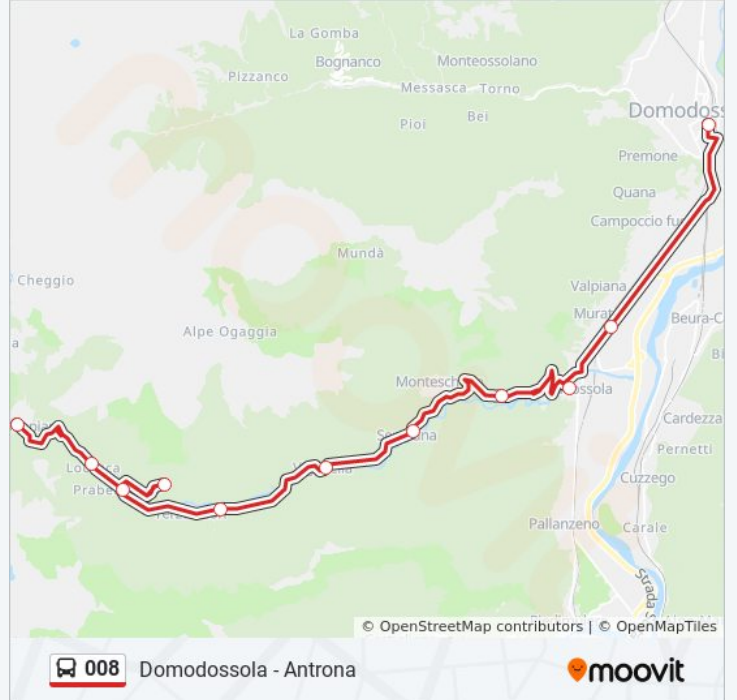 La Gomba
Bognanco
Monteossolano
Pizzanco
Messasca
Torno
Domodoss
Pioi
Bei
Premone
Quana
Campoccio fu
Mundà
Cheggio
Valpiana
Murat
Beura-C
a
Alpe Ogaggia
Bi
Montesch
ossola
Cardezza
Pernetti
Prabe
Cuzzego
Pallanzeno
Carale
Strada S
© OpenStreetMap contributors | © OpenMapTiles
008
Domodossola - Antrona
moovit